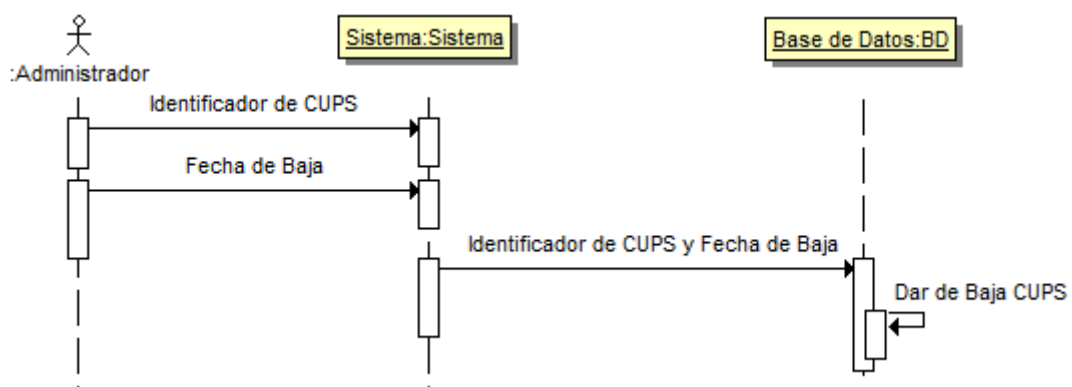 Sistema:Sistema
Base de Datos:BD
:Administrador
Identificador de CUPS
Fecha de Baja
Identificador de CUPS y Fecha de Baja
Dar de Baja CUPS